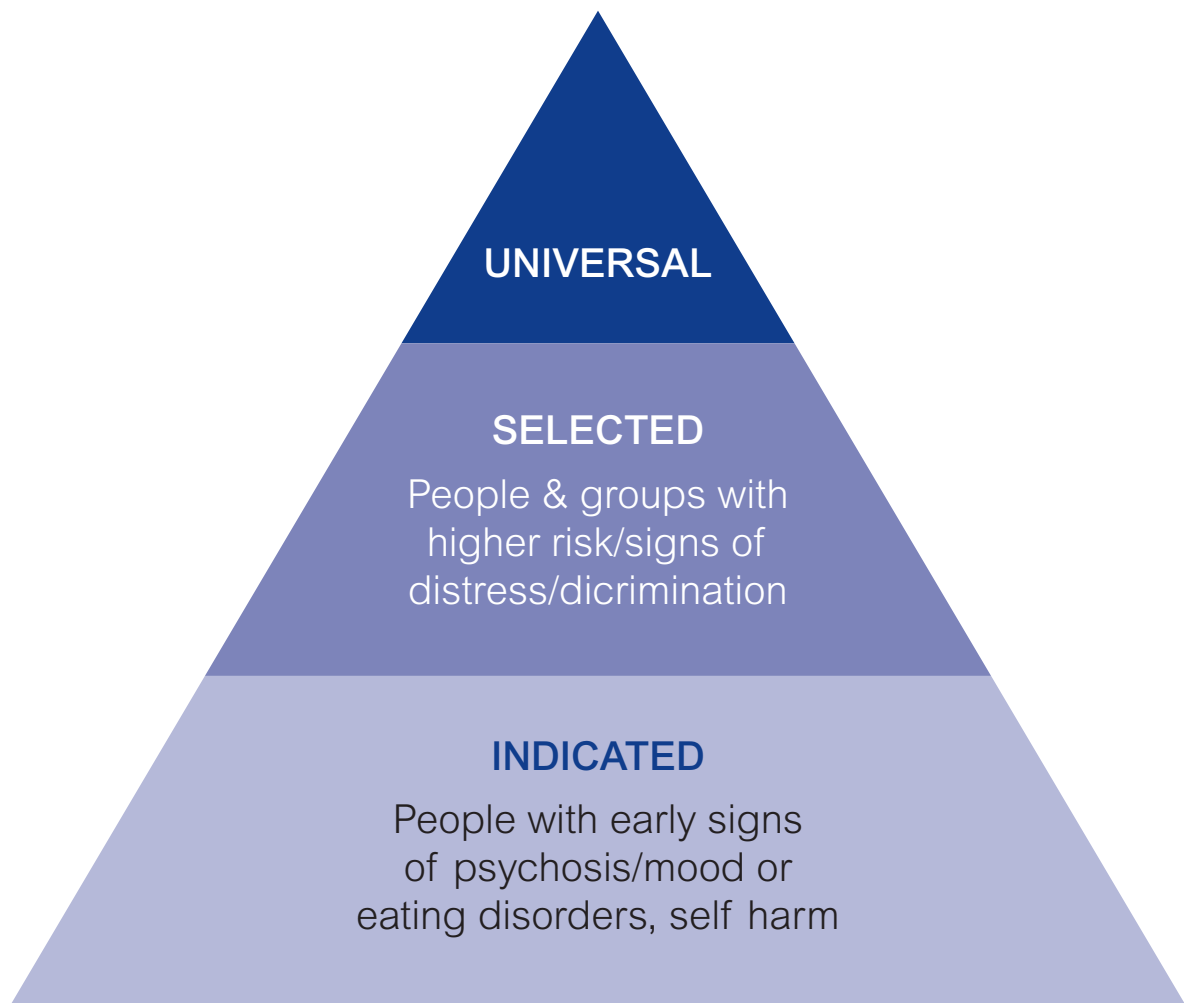 UNIVERSAL
SELECTED
People & groups with
higher risk/signs of
distress/dicrimination
INDICATED
People with early signs
of psychosis/mood or
eating disorders, self harm